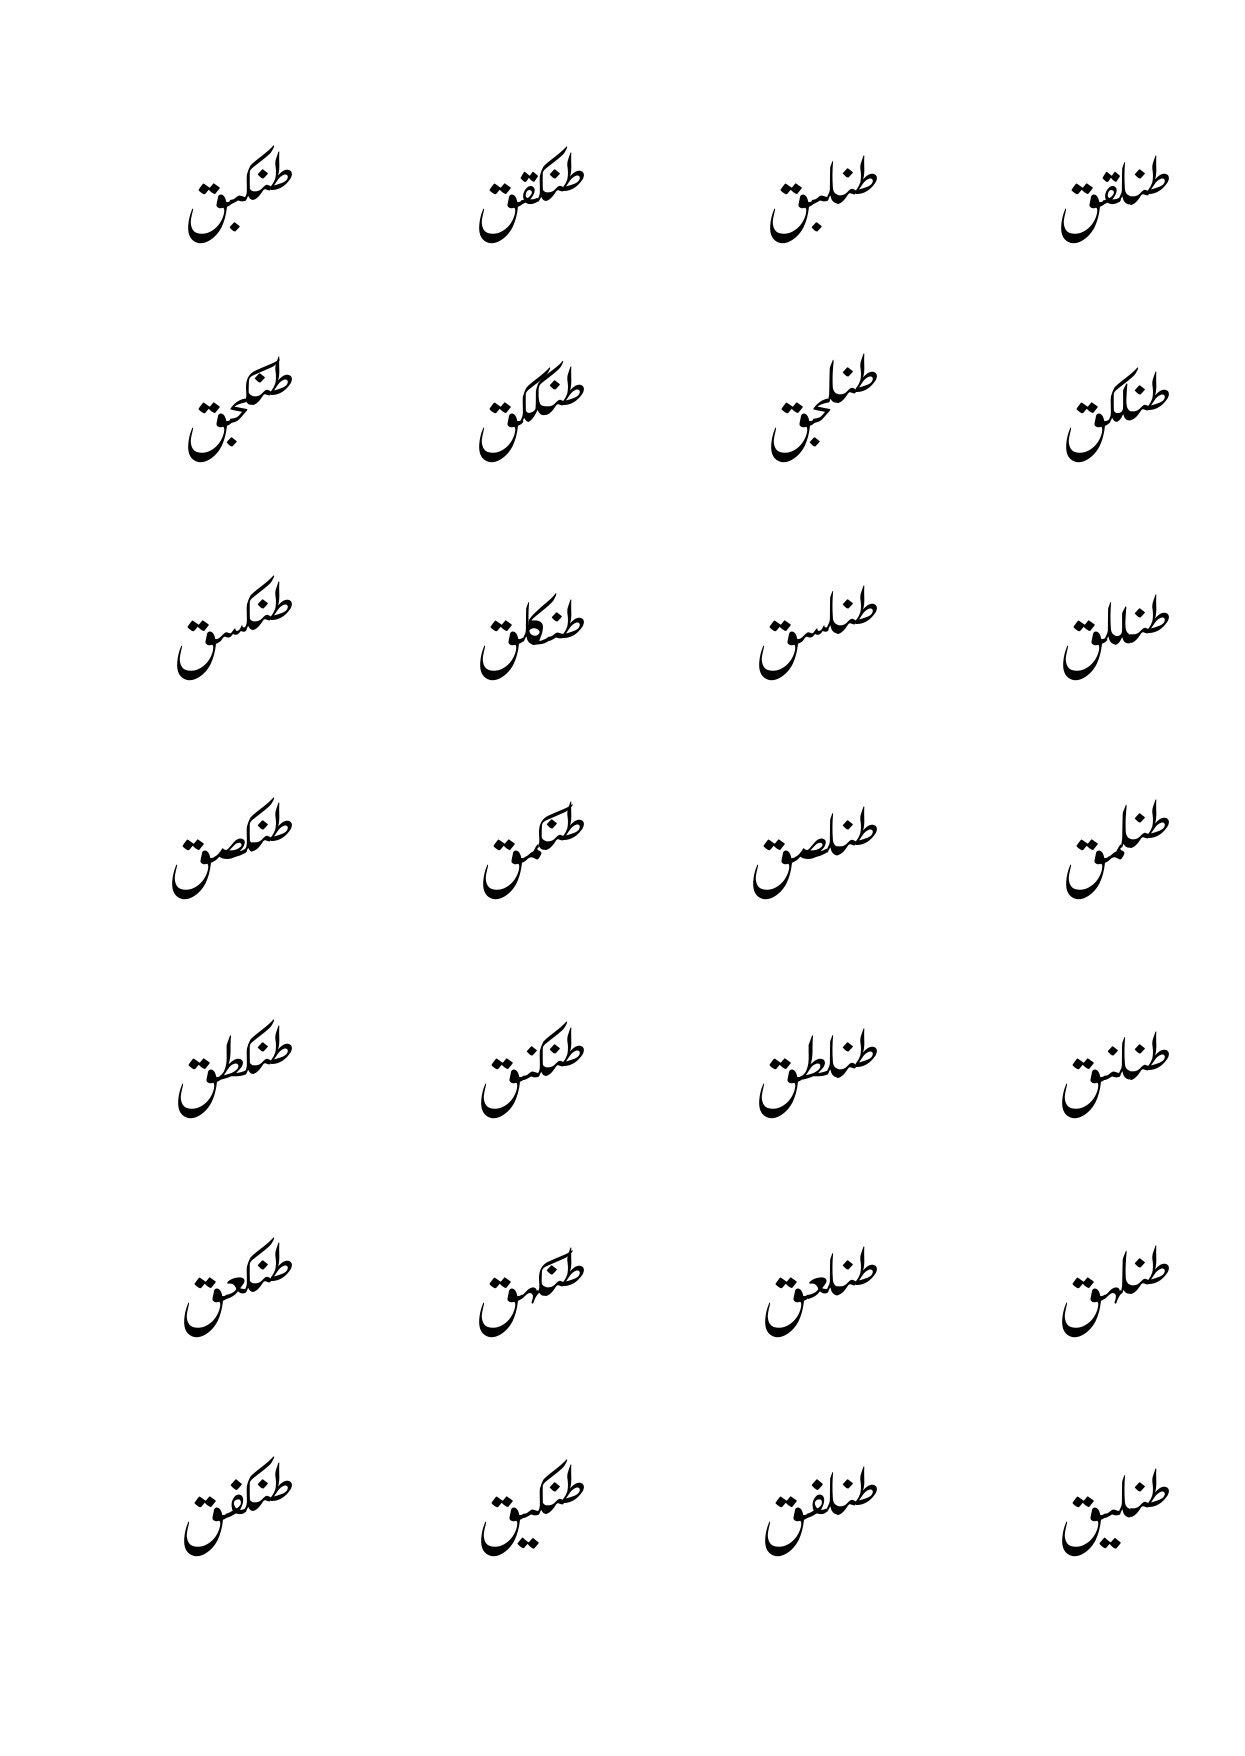 طنلقق طنلبق طنكقق طنكبق
طنلكق طنلجق طنككق طنكجق
طنللق طنلسق طنكلق طنكسق
طنلمق طنلصق طنكمق طنكصق
طنلنق طنلطق طنكنق طنكطق
طنلهق طنلعق طنكهق طنكعق
طنليق طنلفق طنكيق طنكفق